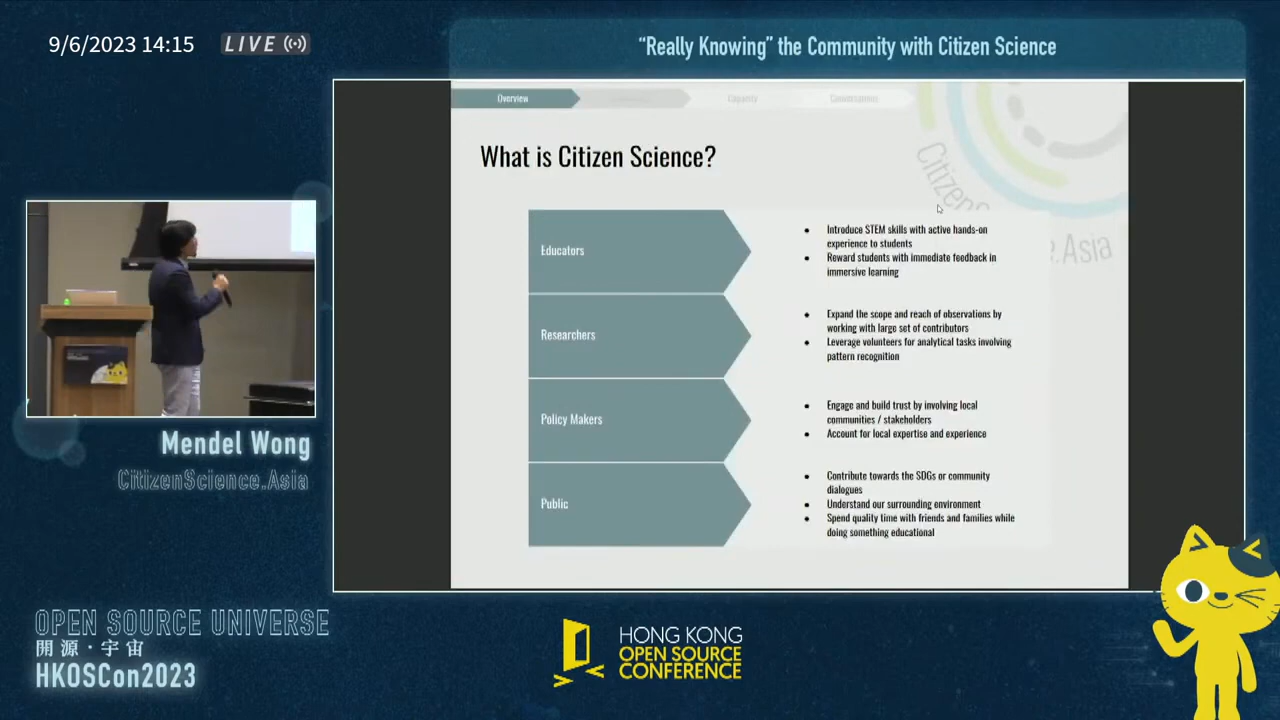 9/6/2023 14:15
LIVE
“Really Knowing” the Community with Citizen Science
Overview
Capacity
Conversations
What is Citizen Science?
Citizens
e.Asia
Educators
Introduce STEM skills with active hands-on
experience to students
Reward students with immediate feedback in
immersive learning
Researchers
Expand the scope and reach of observations by
working with large set of contributors
Leverage volunteers for analytical tasks involving
pattern recognition
Policy Makers
Engage and build trust by involving local
communities / stakeholders
Account for local expertise and experience
Public
Contribute towards the SDGs or community
dialogues
Understand our surrounding environment
Spend quality time with friends and families while
doing something educational
Mendel Wong
CitizenScience.Asia
OPEN SOURCE UNIVERSE
開源·宇宙
HKOSCon2023
HONG KONG
OPEN SOURCE
CONFERENCE